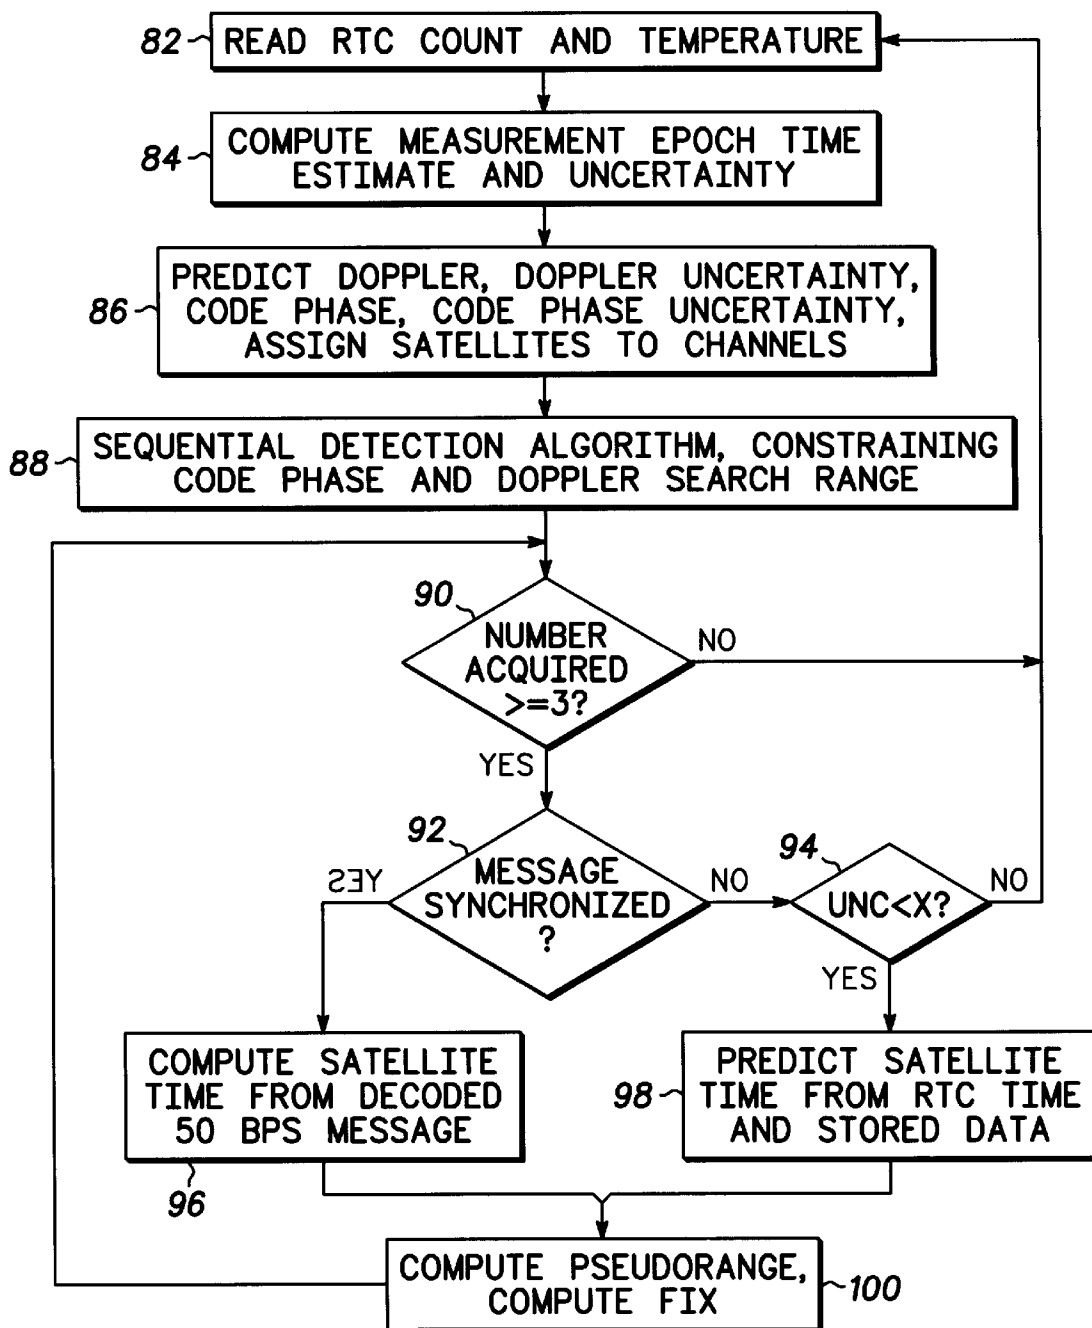 82
READ RTC COUNT AND TEMPERATURE
84
COMPUTE MEASUREMENT EPOCH TIME
ESTIMATE AND UNCERTAINTY
86
PREDICT DOPPLER, DOPPLER UNCERTAINTY,
CODE PHASE, CODE PHASE UNCERTAINTY,
ASSIGN SATELLITES TO CHANNELS
88
SEQUENTIAL DETECTION ALGORITHM, CONSTRAINING
CODE PHASE AND DOPPLER SEARCH RANGE
90
NUMBER
ACQUIRED
>=3?
NO
YES
92
MESSAGE
SYNCHRONIZED
?
YES
NO
94
UNC<X?
NO
YES
COMPUTE SATELLITE
TIME FROM DECODED
50 BPS MESSAGE
96
98
PREDICT SATELLITE
TIME FROM RTC TIME
AND STORED DATA
COMPUTE PSEUDORANGE,
COMPUTE FIX
100